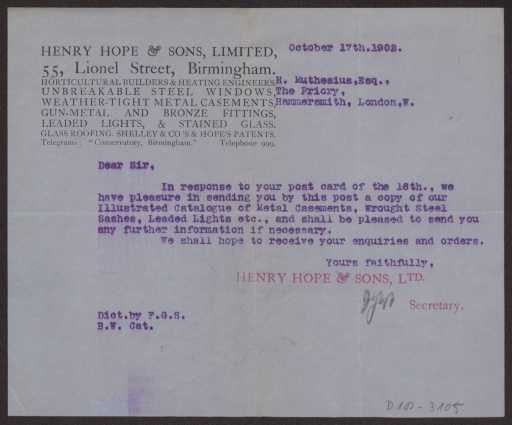 HENRY HOPE & SONS, LIMITED,
55, Lionel Street, Birmingham.
HORTICULTURAL BUILDERS & HEATING ENGINEERS,
UNBREAKABLE STEEL WINDOWS,
WEATHER-TIGHT METAL CASEMENTS,
GUN-METAL AND BRONZE FITTINGS,
LEADED LIGHTS, & STAINED GLASS.
GLASS ROOFING. SHELLEY & CO'S & HOPE'S PATENTS.
Telegrams: "Conservatory, Birmingham." Telephone 999.
October 17th.1902.
H. Muthesius,Esq.,
The Priory,
Hammersmith, London,W.
Dear Sir,
In response to your post card of the 16th., we
have pleasure in sending you by this post a copy of our
Illustrated Catalogue of Metal Casements, Wrought Steel
Sashes, Leaded Lights etc., and shall be pleased to send you
any further information if necessary.
We shall hope to receive your enquiries and orders.
Yours faithfully,
HENRY HOPE & SONS, LTD.
Secretary.
Dict.by F.G.S.
B.W. Cat.
D 102-3105